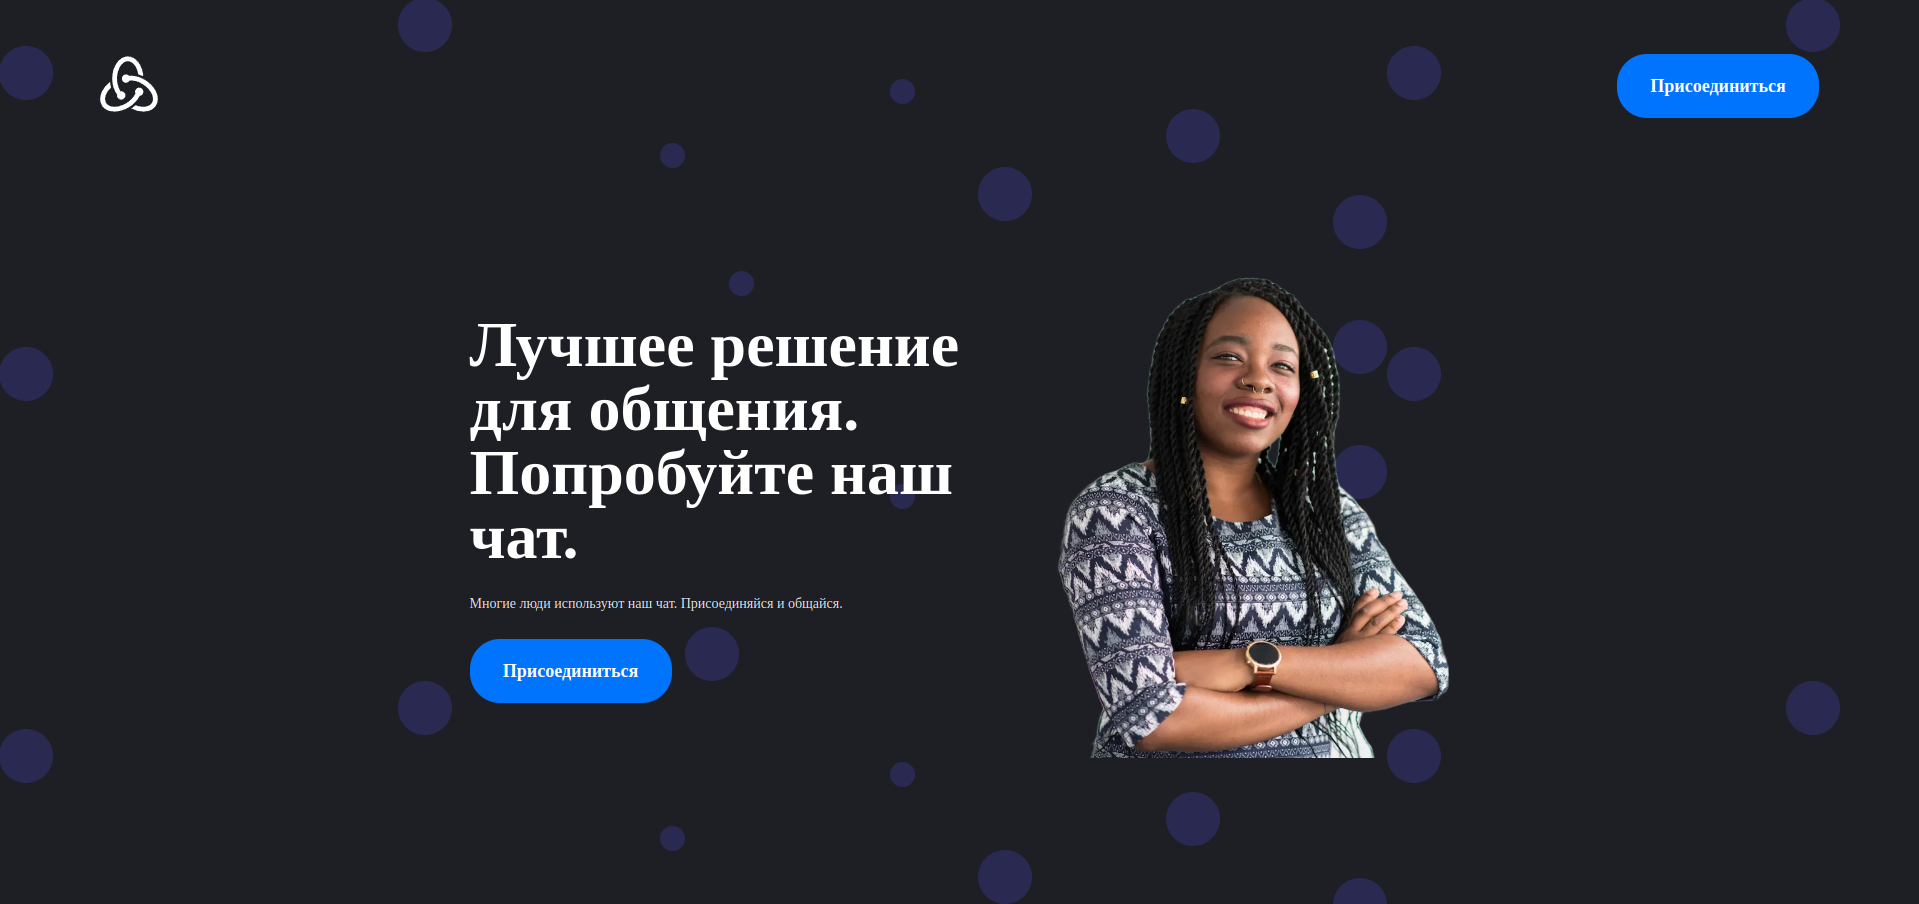 Присоединиться
Лучшее решение
для общения.
Попробуйте наш
чат.
Многие люди используют наш чат. Присоединяйся и общайся.
Присоединиться